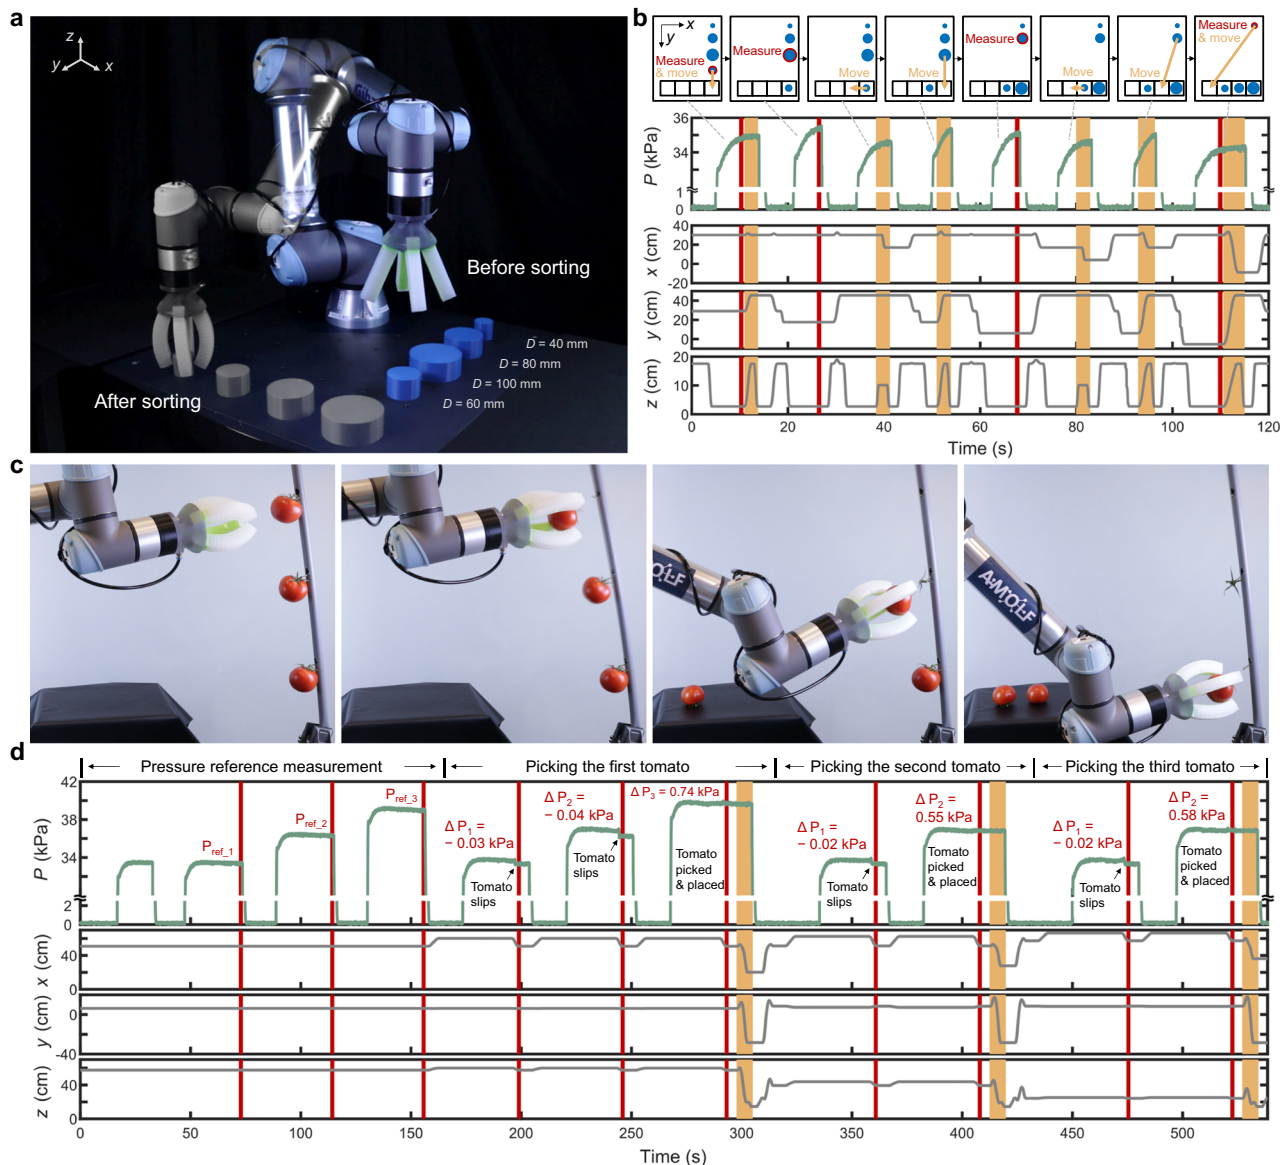 a
z
y
x
Before sorting
D = 40 mm
D = 80 mm
D = 100 mm
D = 60 mm
After sorting
b
x
y
Measure
& move
Measure
Move
Move
Measure
Move
Move
Measure
& move
36
34
1
0
P (kPa)
40
20
0
-20
x (cm)
40
20
0
y (cm)
20
10
0
z (cm)
0 20 40 60 80 100 120
Time (s)
c
AMOLF
d
Pressure reference measurement
Picking the first tomato
Picking the second tomato
Picking the third tomato
42
38
34
2
0
P (kPa)
Pref_1
Pref_2
Pref_3
Δ P1 =
− 0.03 kPa
Tomato
slips
Δ P2 =
− 0.04 kPa
Tomato
slips
Δ P3 = 0.74 kPa
Tomato
picked
& placed
Δ P1 =
− 0.02 kPa
Tomato
slips
Δ P2 =
0.55 kPa
Tomato
picked
& placed
Δ P1 =
− 0.02 kPa
Tomato
slips
Δ P2 =
0.58 kPa
Tomato
picked
& placed
40
0
x (cm)
0
-40
y (cm)
40
0
z (cm)
0 50 100 150 200 250 300 350 400 450 500
Time (s)